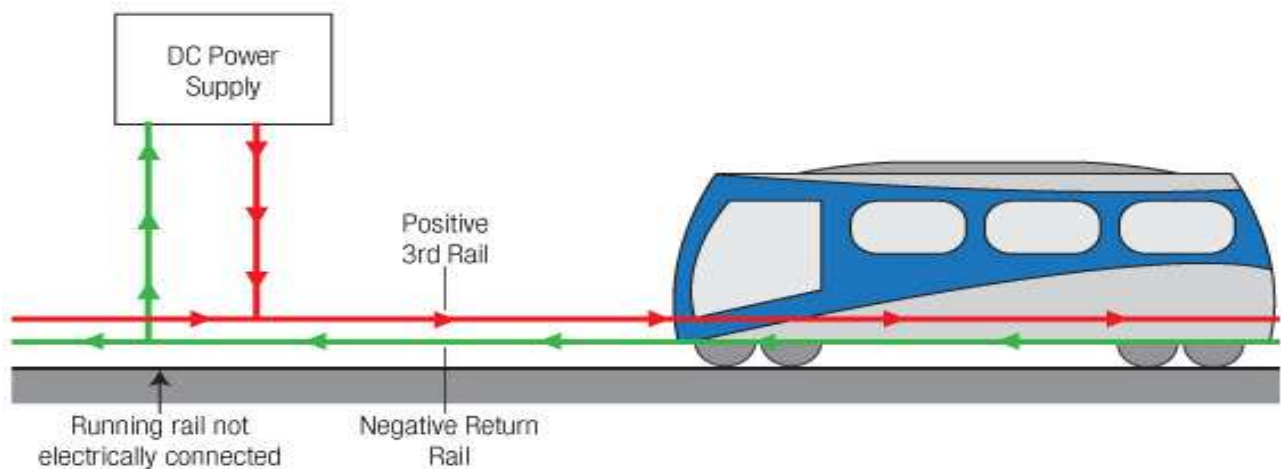 DC Power
Supply
Positive
3rd Rail
Running rail not
electrically connected
Negative Return
Rail